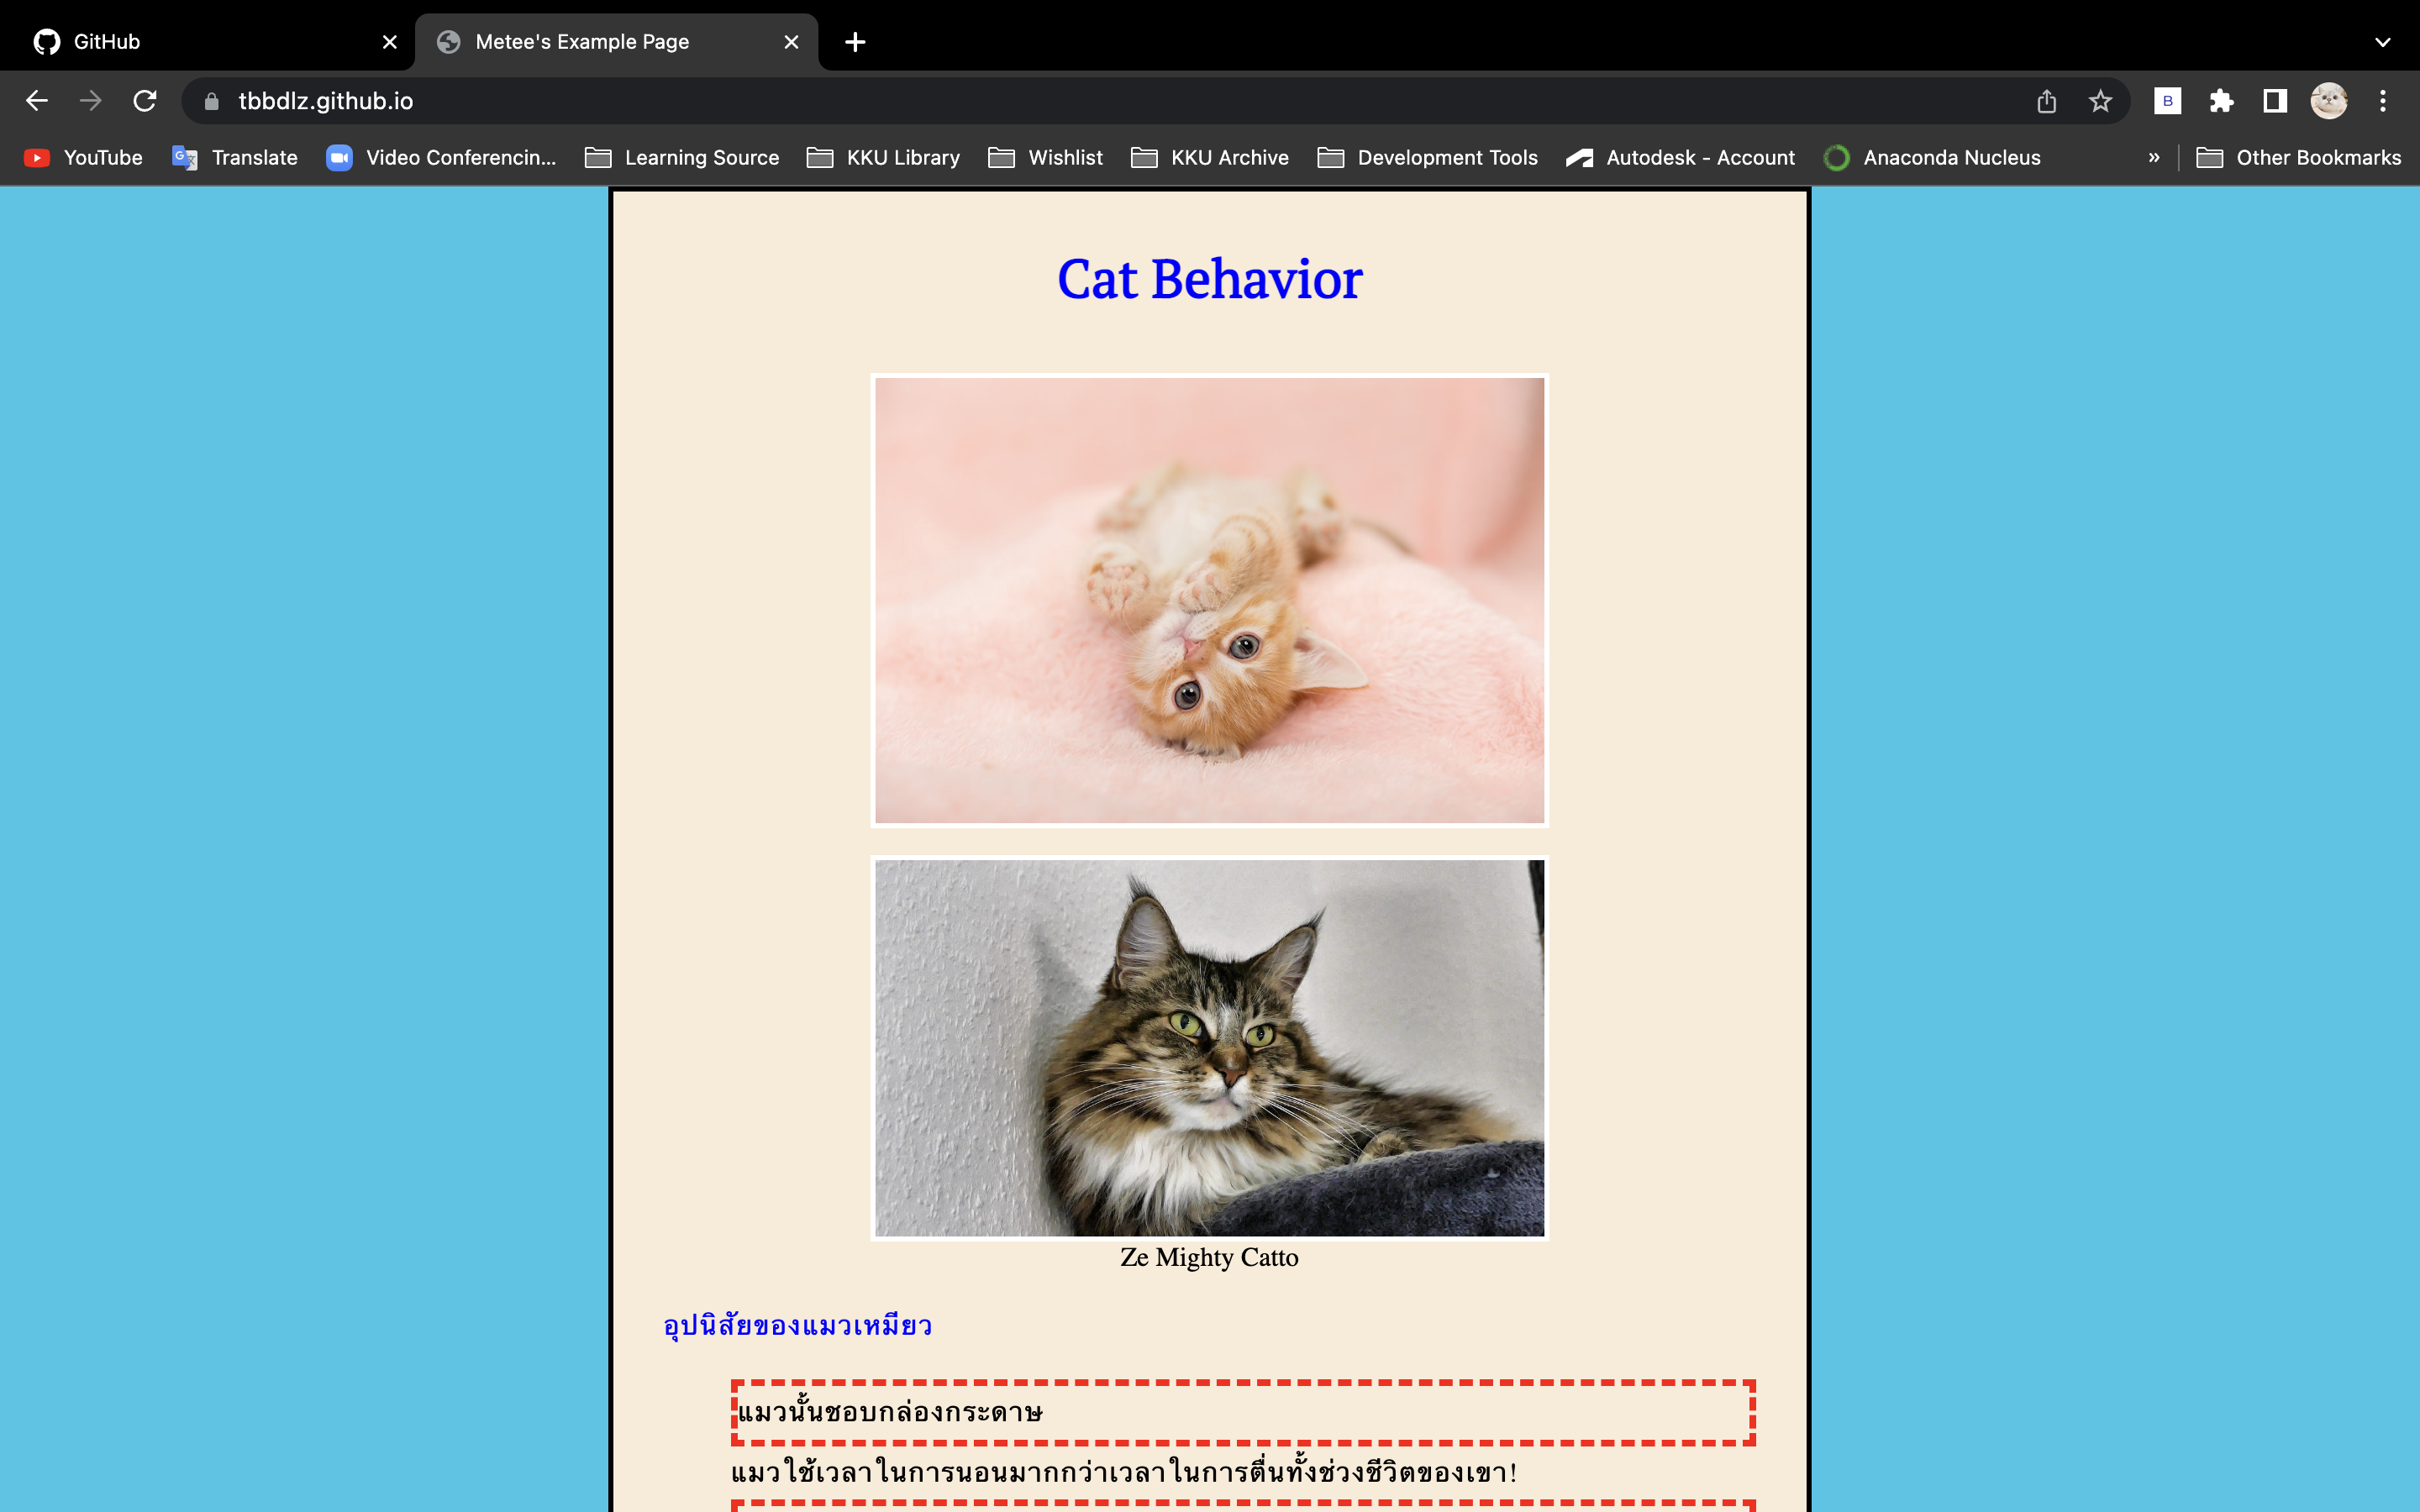 GitHub
Metee's Example Page
tbbdlz.github.io
B
YouTube
Translate
Video Conferencin...
Learning Source
KKU Library
Wishlist
KKU Archive
Development Tools
Autodesk - Account
Anaconda Nucleus
»
Other Bookmarks
Cat Behavior
Ze Mighty Catto
อุปนิสัยของแมวเหมียว
แมวนั้นชอบกล่องกระดาษ
แมวใช้เวลาในการนอนมากกว่าเวลาในการตื่นทั้งช่วงชีวิตของเขา!